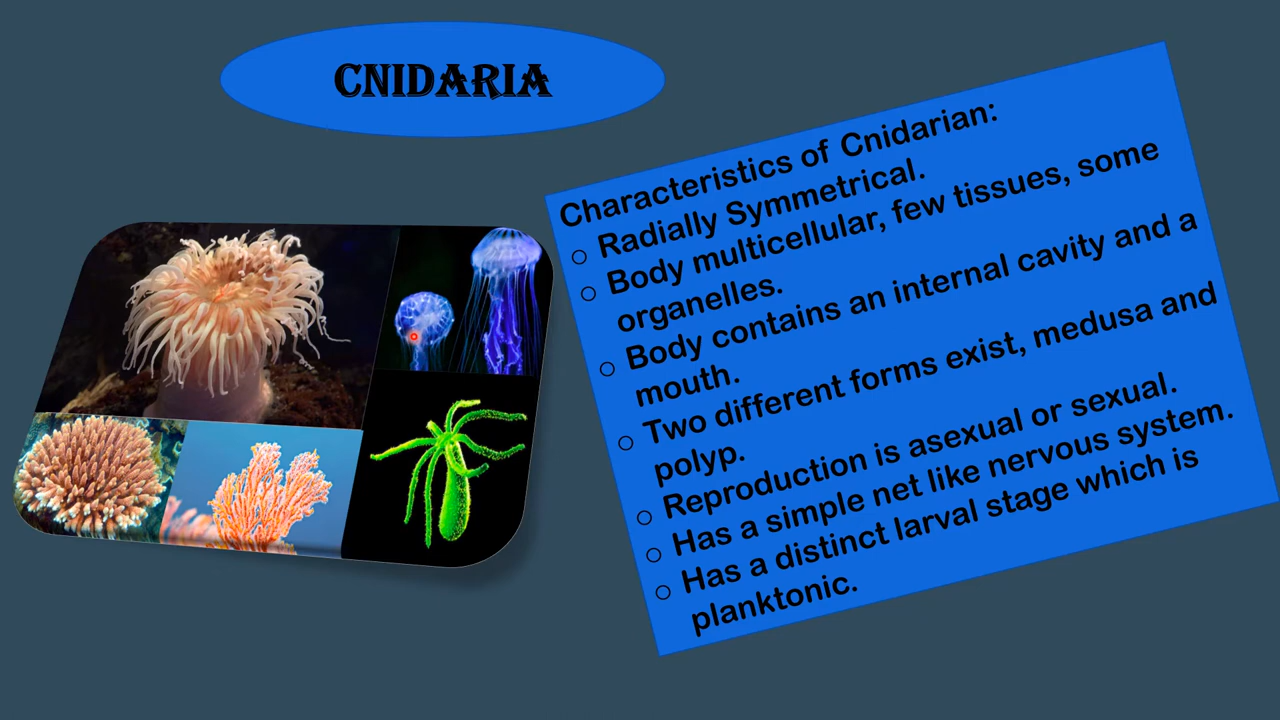 CNIDARIA
Characteristics of Cnidarian:
○ Radially Symmetrical.
○ Body multicellular, few tissues, some
organelles.
○ Body contains an internal cavity and a
mouth.
○ Two different forms exist, medusa and
polyp.
○ Reproduction is asexual or sexual.
○ Has a simple net like nervous system.
○ Has a distinct larval stage which is
planktonic.